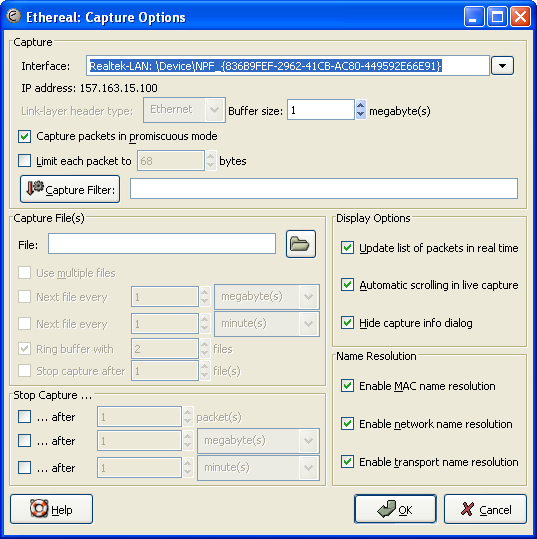 Ethereal: Capture Options
Capture
Interface: Realtek-LAN: \Device\NPF_{836B9FEF-2962-41CB-AC80-449592E66E91}
IP address: 157.163.15.100
Link-layer header type: Ethernet Buffer size: 1 megabyte(s)
Capture packets in promiscuous mode
Limit each packet to 68 bytes
Capture Filter:
Capture File(s)
File:
Use multiple files
Next file every 1 megabyte(s)
Next file every 1 minute(s)
Ring buffer with 2 files
Stop capture after 1 file(s)
Stop Capture ...
... after 1 packet(s)
... after 1 megabyte(s)
... after 1 minute(s)
Display Options
Update list of packets in real time
Automatic scrolling in live capture
Hide capture info dialog
Name Resolution
Enable MAC name resolution
Enable network name resolution
Enable transport name resolution
Help
OK
Cancel